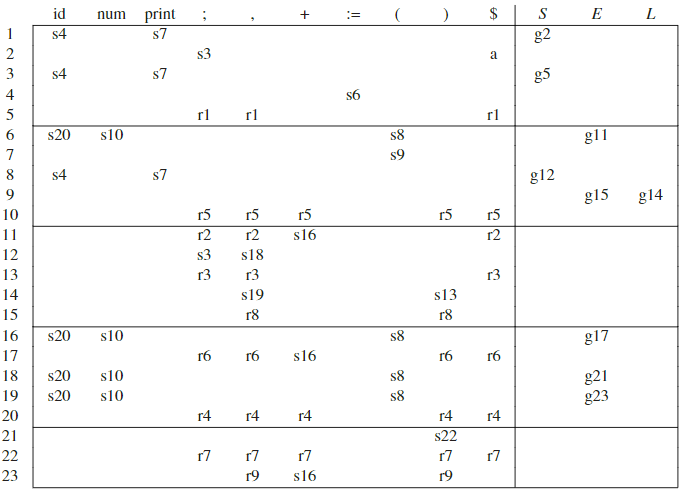 id num print ; , + := ( ) $ S E L
1 s4 s7 g2
2 s3 a
3 s4 s7 g5
4 s6
5 r1 r1 r1
6 s20 s10 s8 g11
7 s9
8 s4 s7 g12
9 g15 g14
10 r5 r5 r5 r5 r5
11 r2 r2 s16 r2
12 s3 s18
13 r3 r3 r3
14 s19 s13
15 r8 r8
16 s20 s10 s8 g17
17 r6 r6 s16 r6 r6
18 s20 s10 s8 g21
19 s20 s10 s8 g23
20 r4 r4 r4 r4 r4
21 s22
22 r7 r7 r7 r7 r7
23 r9 s16 r9